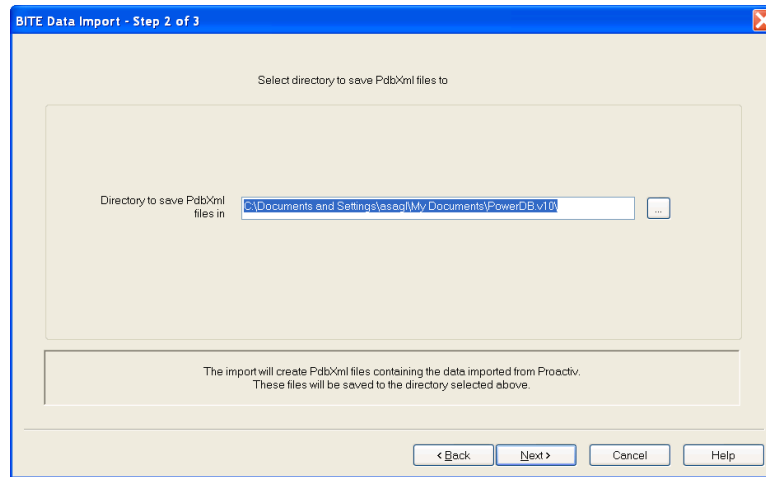 BITE Data Import - Step 2 of 3
Select directory to save PdbXml files to
Directory to save PdbXml
files in
C:\Documents and Settings\asagl\My Documents\PowerDB.v10\
...
The import will create PdbXml files containing the data imported from Proactiv.
These files will be saved to the directory selected above.
< Back
Next >
Cancel
Help